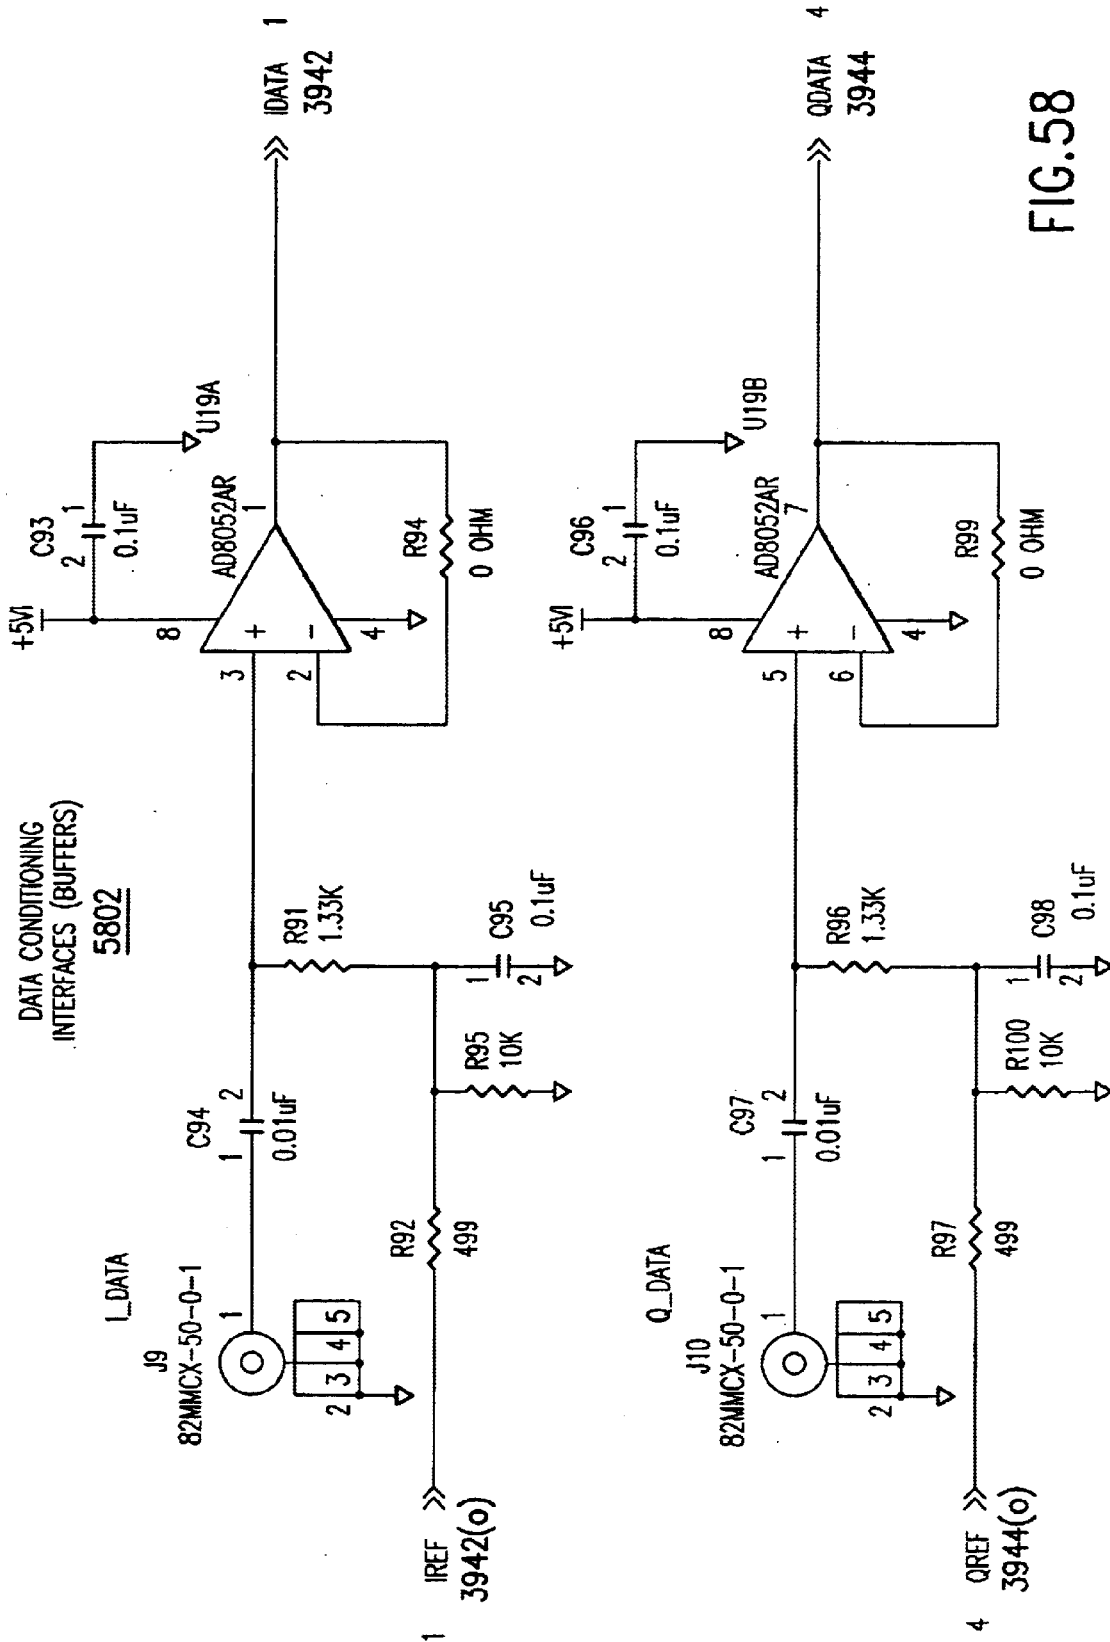 DATA CONDITIONING
INTERFACES (BUFFERS)
5802
I_DATA
J9
82MMCX-50-0-1
1
2
3
4
5
C94
1
2
0.01uF
R91
1.33K
1
IREF
3942(o)
R92
499
R95
10K
C95
1
2
0.1uF
+5VI
C93
2
1
0.1uF
U19A
AD8052AR
8
3
+
2
-
4
1
R94
0 OHM
IDATA
1
3942
Q_DATA
J10
82MMCX-50-0-1
1
2
3
4
5
C97
1
2
0.01uF
R96
1.33K
4
QREF
3944(o)
R97
499
R100
10K
C98
1
2
0.1uF
+5VI
C96
2
1
0.1uF
U19B
AD8052AR
8
5
+
6
-
4
7
R99
0 OHM
QDATA
4
3944
FIG.58